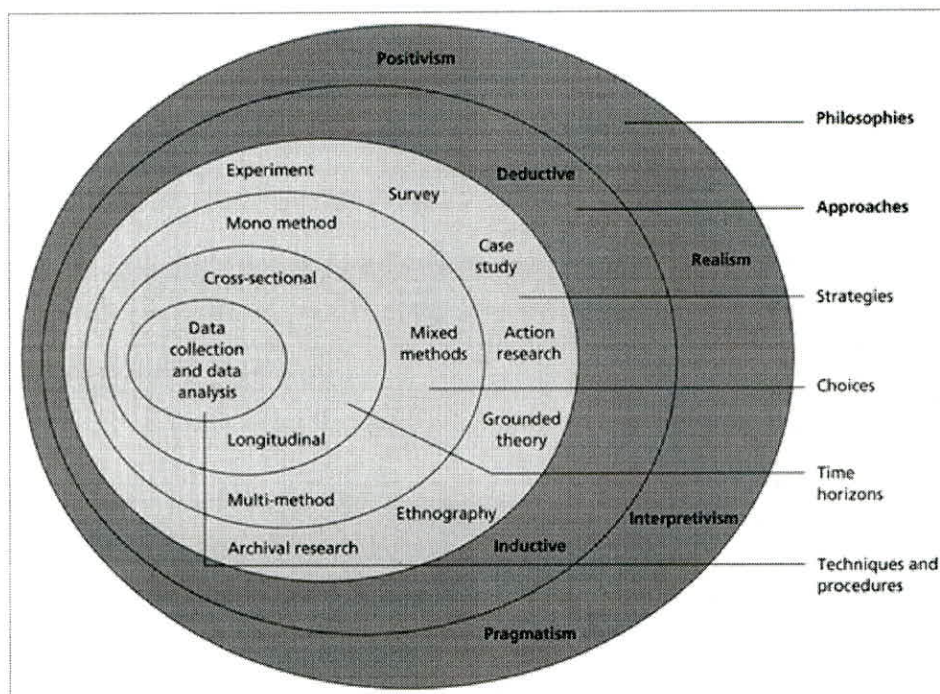 Positivism
Philosophies
Experiment
Deductive
Survey
Approaches
Mono method
Case
study
Realism
Cross-sectional
Strategies
Data
collection
and data
analysis
Mixed
methods
Action
research
Choices
Grounded
theory
Longitudinal
Time
horizons
Multi-method
Ethnography
Interpretivism
Archival research
Inductive
Techniques and
procedures
Pragmatism